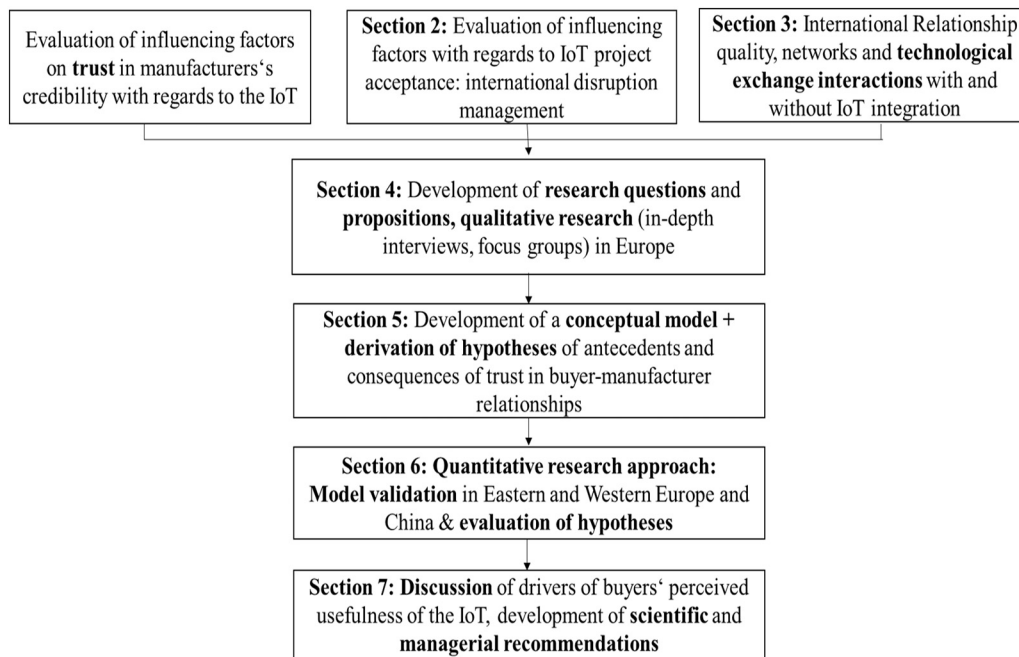 Evaluation of influencing factors
on trust in manufacturers‘s
credibility with regards to the IoT
Section 2: Evaluation of influencing
factors with regards to IoT project
acceptance: international disruption
management
Section 3: International Relationship
quality, networks and technological
exchange interactions with and
without IoT integration
Section 4: Development of research questions and
propositions, qualitative research (in-depth
interviews, focus groups) in Europe
Section 5: Development of a conceptual model +
derivation of hypotheses of antecedents and
consequences of trust in buyer-manufacturer
relationships
Section 6: Quantitative research approach:
Model validation in Eastern and Western Europe and
China & evaluation of hypotheses
Section 7: Discussion of drivers of buyers‘ perceived
usefulness of the IoT, development of scientific and
managerial recommendations